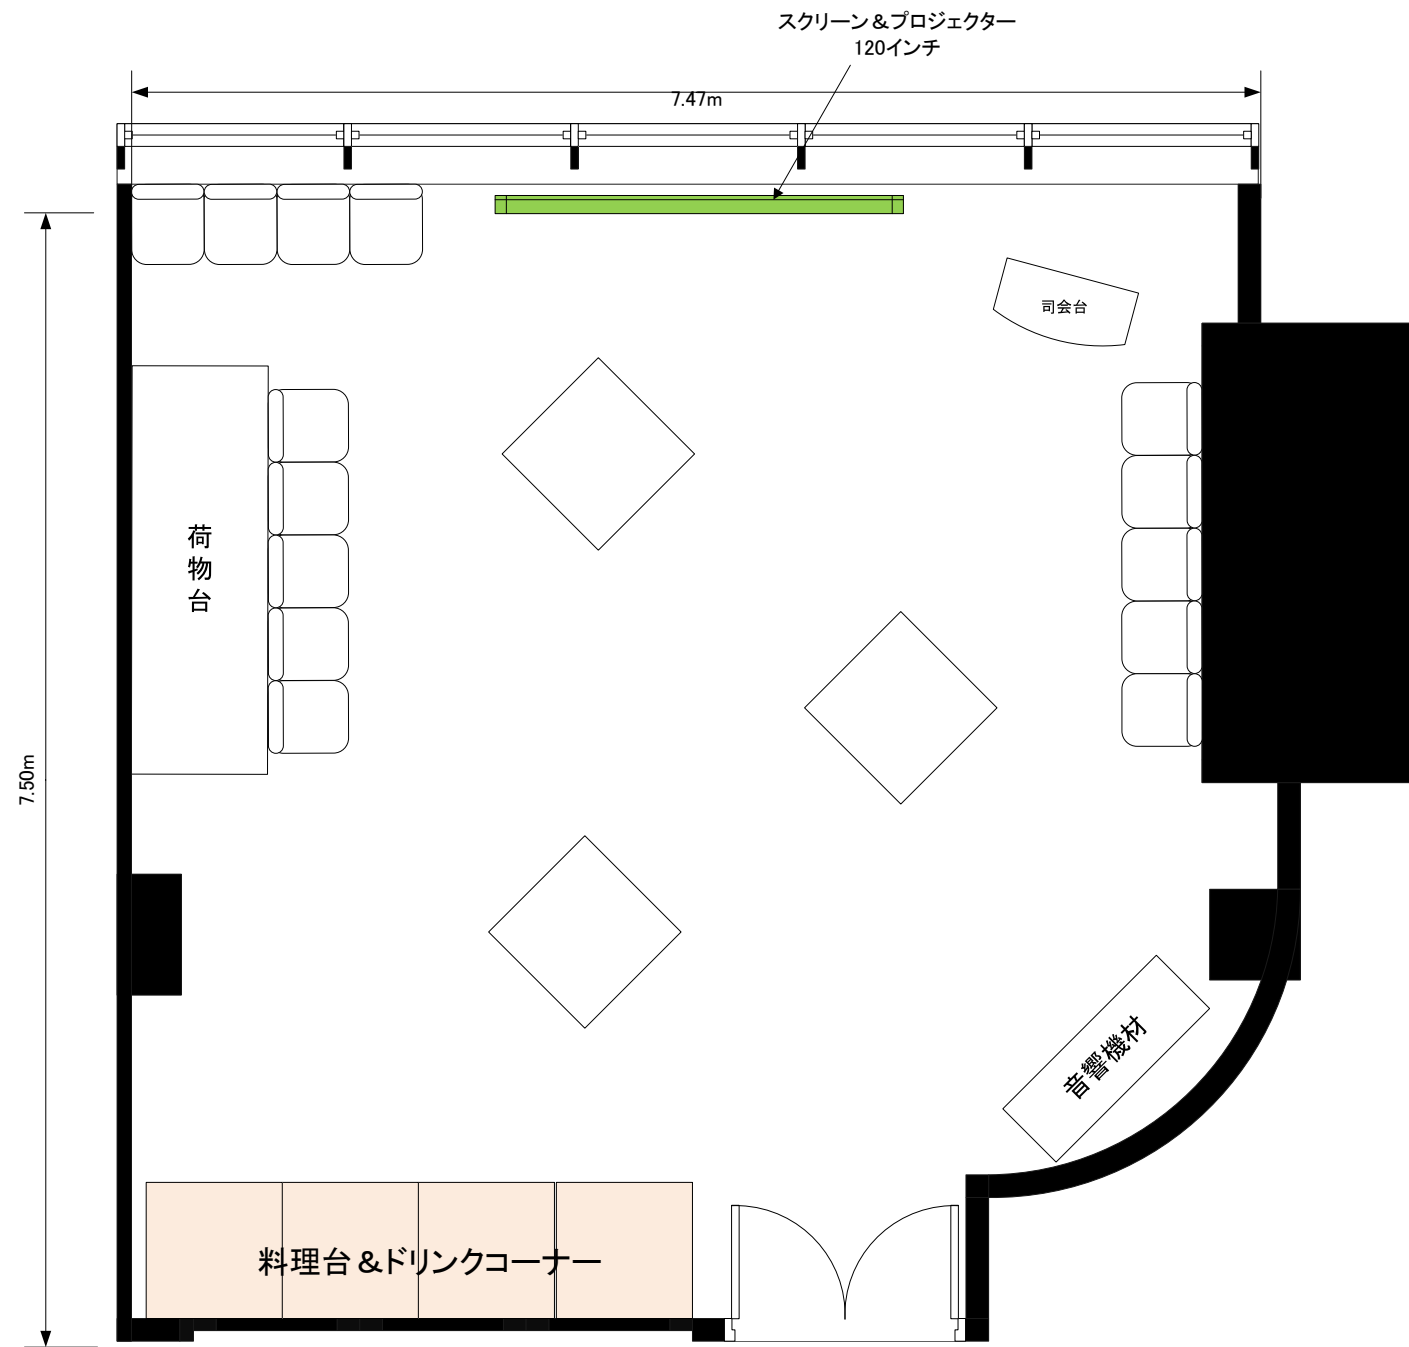 スクリーン＆プロジェクター
120インチ
7.47m
司会台
荷物台
7.50m
音響機材
料理台＆ドリンクコーナー